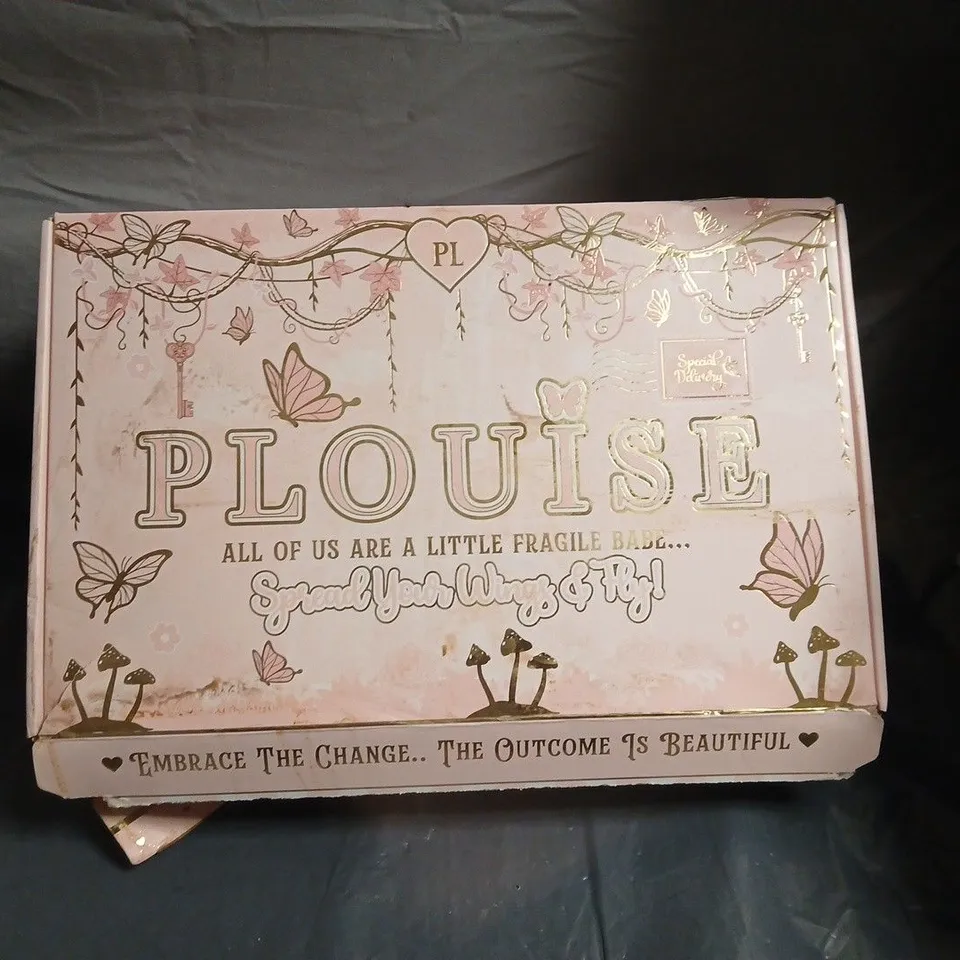 PL
Special
Delivery
PLOUISE
ALL OF US ARE A LITTLE FRAGILE BABE...
Spread Your Wings & Fly!
EMBRACE THE CHANGE.. THE OUTCOME IS BEAUTIFUL